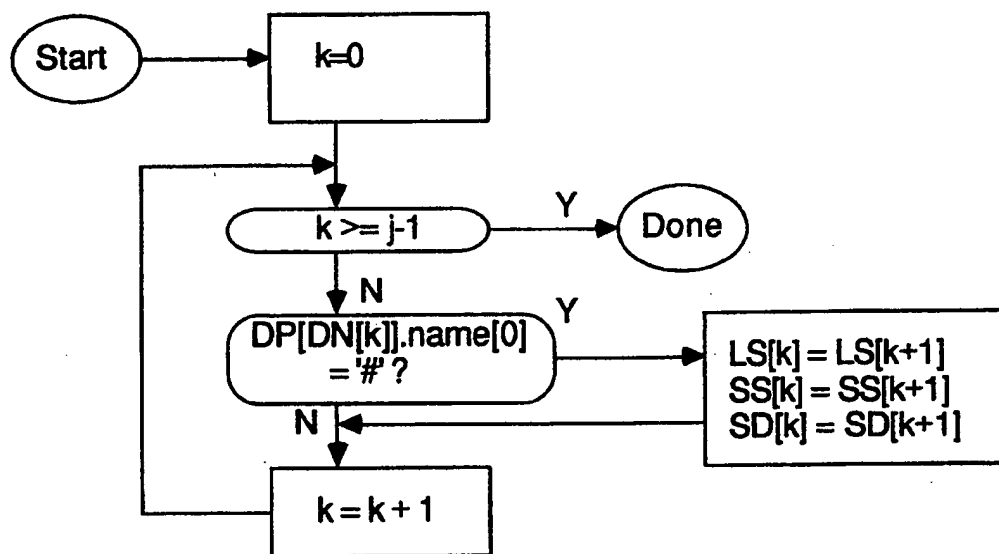 Start
k=0
k >= j-1
Y
Done
N
DP[DN[k]].name[0]
= '#' ?
Y
LS[k] = LS[k+1]
SS[k] = SS[k+1]
SD[k] = SD[k+1]
N
k = k + 1